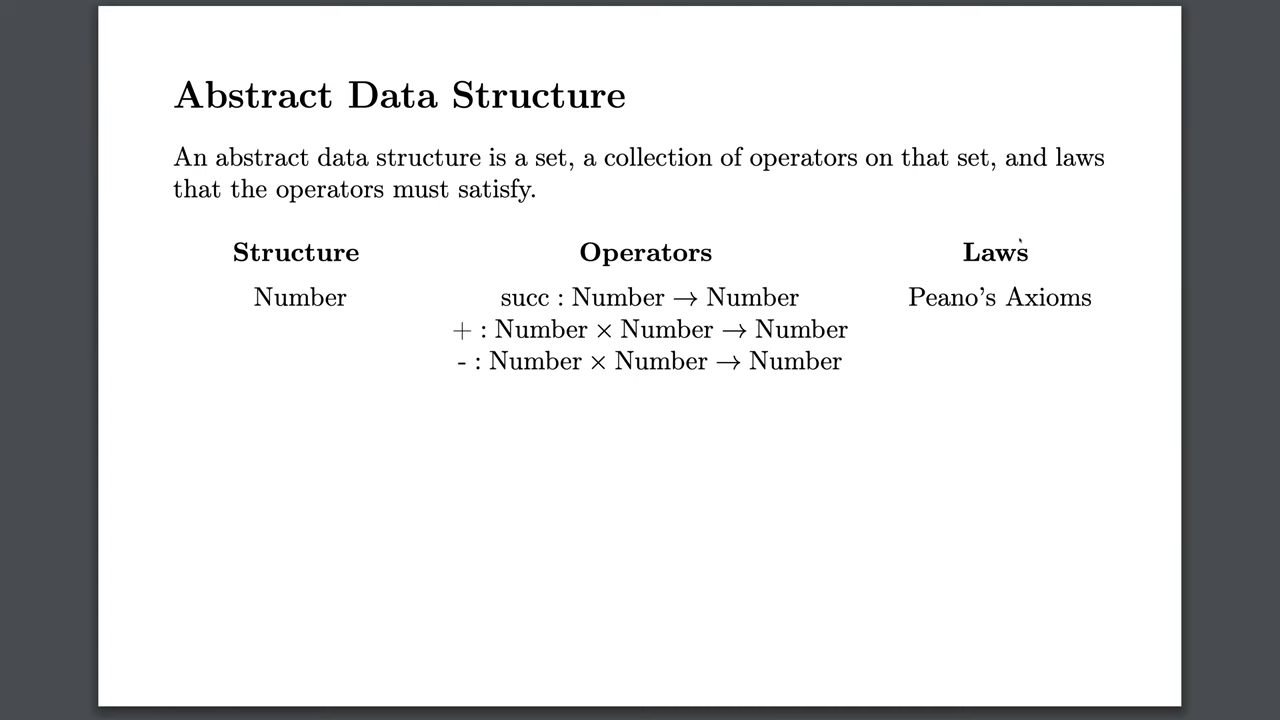 Abstract Data Structure
An abstract data structure is a set, a collection of operators on that set, and laws
that the operators must satisfy.
Structure Operators Laws
Number succ : Number → Number Peano's Axioms
+ : Number × Number → Number
- : Number × Number → Number